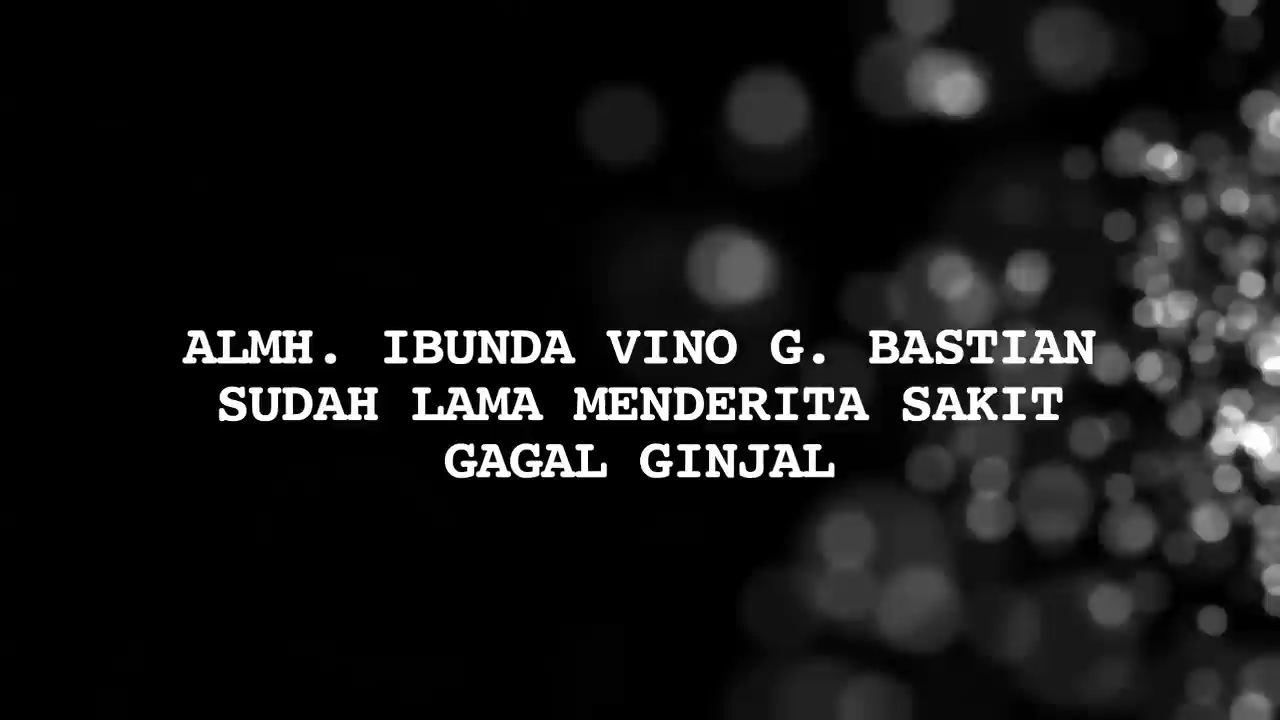 ALMH. IBUNDA VINO G. BASTIAN
SUDAH LAMA MENDERITA SAKIT
GAGAL GINJAL